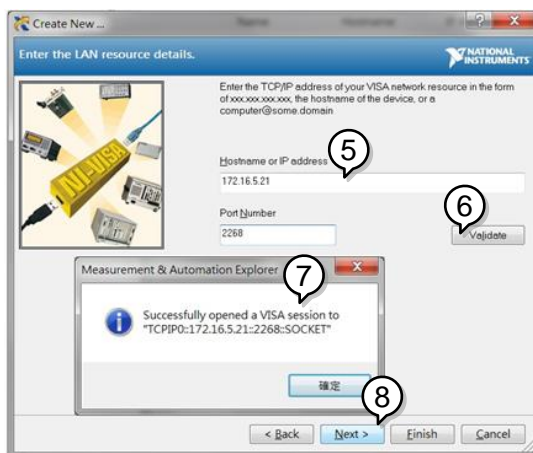 Create New ...
Enter the LAN resource details.
NATIONAL
INSTRUMENTS
Enter the TCP/IP address of your VISA network resource in the form
of xxx.xxx.xxx.xxx, the hostname of the device, or a
computer@some.domain
NI-VISA
Hostname or IP address
5
172.16.5.21
Port Number
6
2268
Validate
Measurement & Automation Explorer
7
Successfully opened a VISA session to
"TCPIP0::172.16.5.21::2268::SOCKET"
確定
8
< Back
Next >
Finish
Cancel